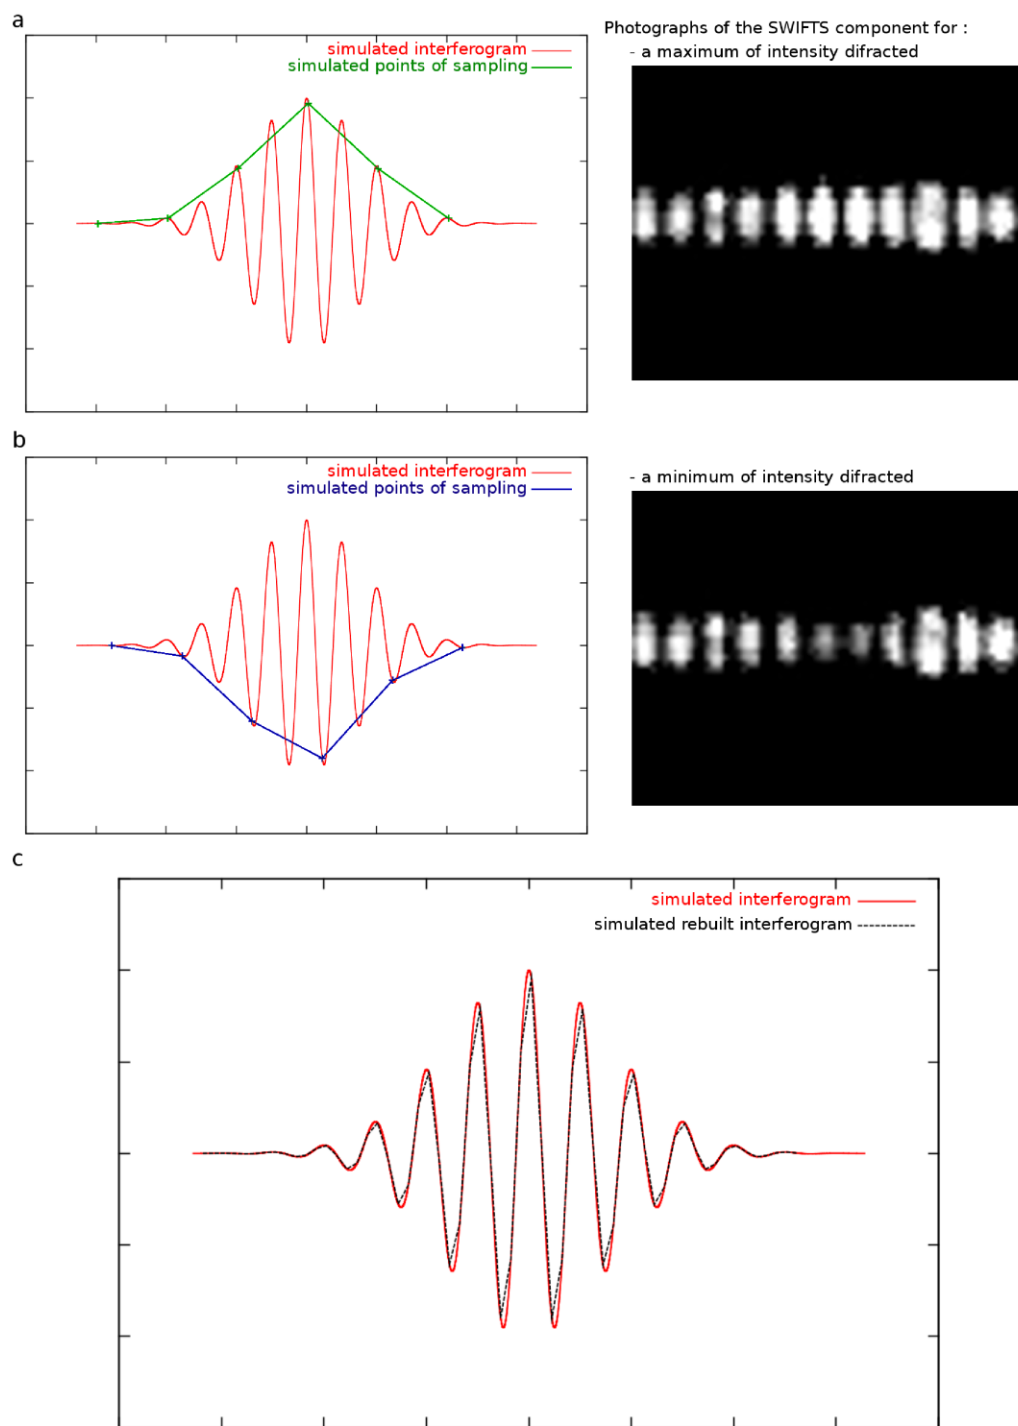 a
simulated interferogram
simulated points of sampling
Photographs of the SWIFTS component for :
- a maximum of intensity difracted
b
simulated interferogram
simulated points of sampling
- a minimum of intensity difracted
c
simulated interferogram
simulated rebuilt interferogram